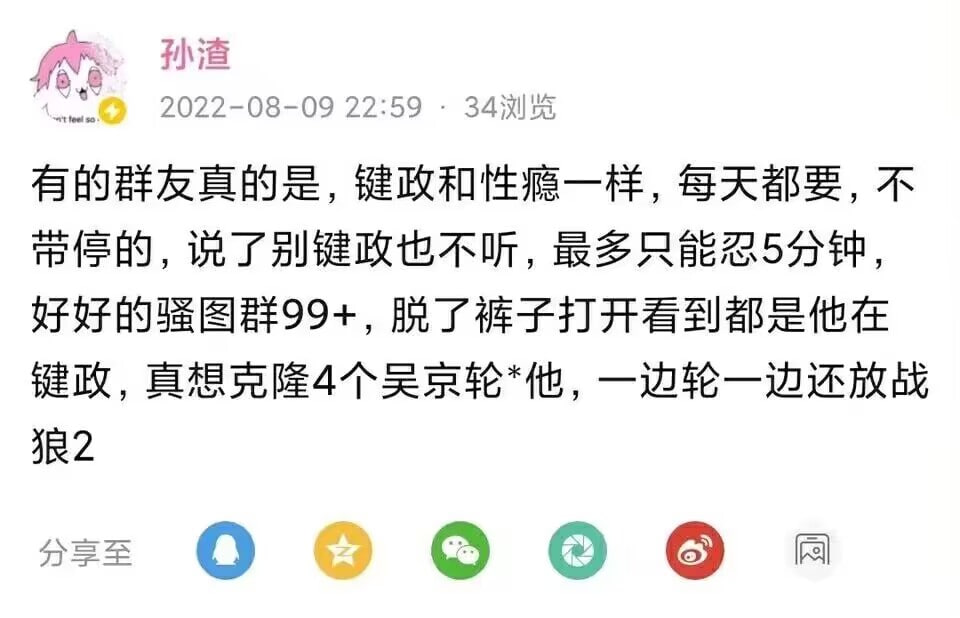 孙渣
2022-08-09 22:59 · 34浏览
n't feel so
有的群友真的是，键政和性瘾一样，每天都要，不
带停的，说了别键政也不听，最多只能忍5分钟，
好好的骚图群99+，脱了裤子打开看到都是他在
键政，真想克隆4个吴京轮*他，一边轮一边还放战
狼2
分享至